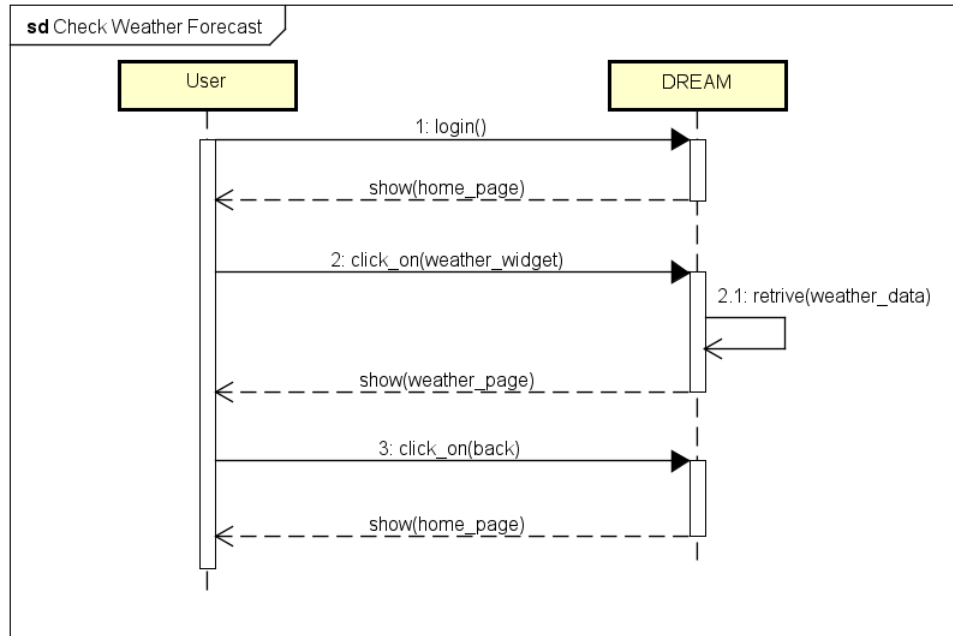 sd Check Weather Forecast
User
DREAM
1: login()
show(home_page)
2: click_on(weather_widget)
2.1: retrive(weather_data)
show(weather_page)
3: click_on(back)
show(home_page)